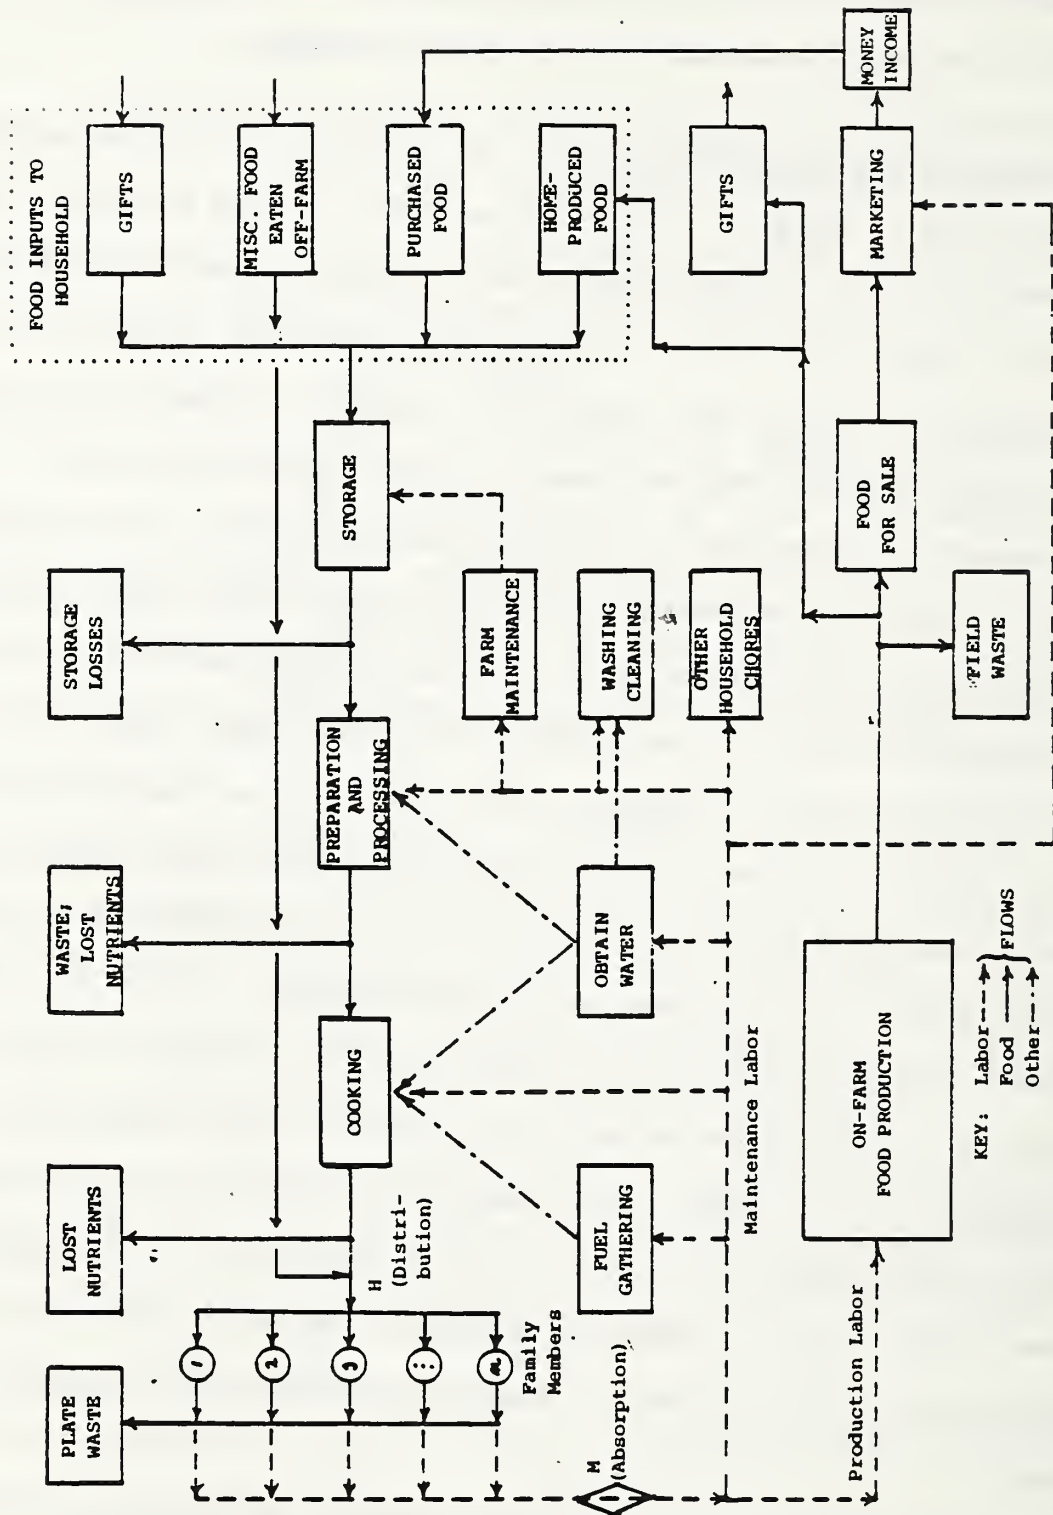 PLATE
WASTE
LOST
NUTRIENTS
WASTE;
LOST
NUTRIENTS
STORAGE
LOSSES
FOOD INPUTS TO
HOUSEHOLD
GIFTS
MISC. FOOD
EATEN
OFF-FARM
PURCHASED
FOOD
HOME-
PRODUCED
FOOD
1
2
3
⋮
n
Family
Members
H
(Distri-
bution)
COOKING
PREPARATION
AND
PROCESSING
STORAGE
M
(Absorption)
FUEL
GATHERING
OBTAIN
WATER
FARM
MAINTENANCE
WASHING
CLEANING
OTHER
HOUSEHOLD
CHORES
GIFTS
Maintenance Labor
Production Labor
ON-FARM
FOOD PRODUCTION
FOOD
FOR SALE
MARKETING
MONEY
INCOME
FIELD
WASTE
KEY: Labor
Food
Other
FLOWS